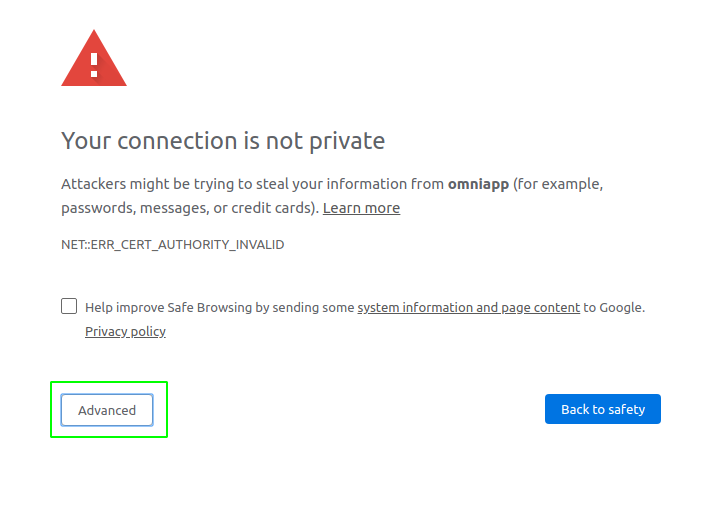 Your connection is not private
Attackers might be trying to steal your information from omniapp (for example,
passwords, messages, or credit cards). Learn more
NET::ERR_CERT_AUTHORITY_INVALID
Help improve Safe Browsing by sending some system information and page content to Google.
Privacy policy
Advanced
Back to safety